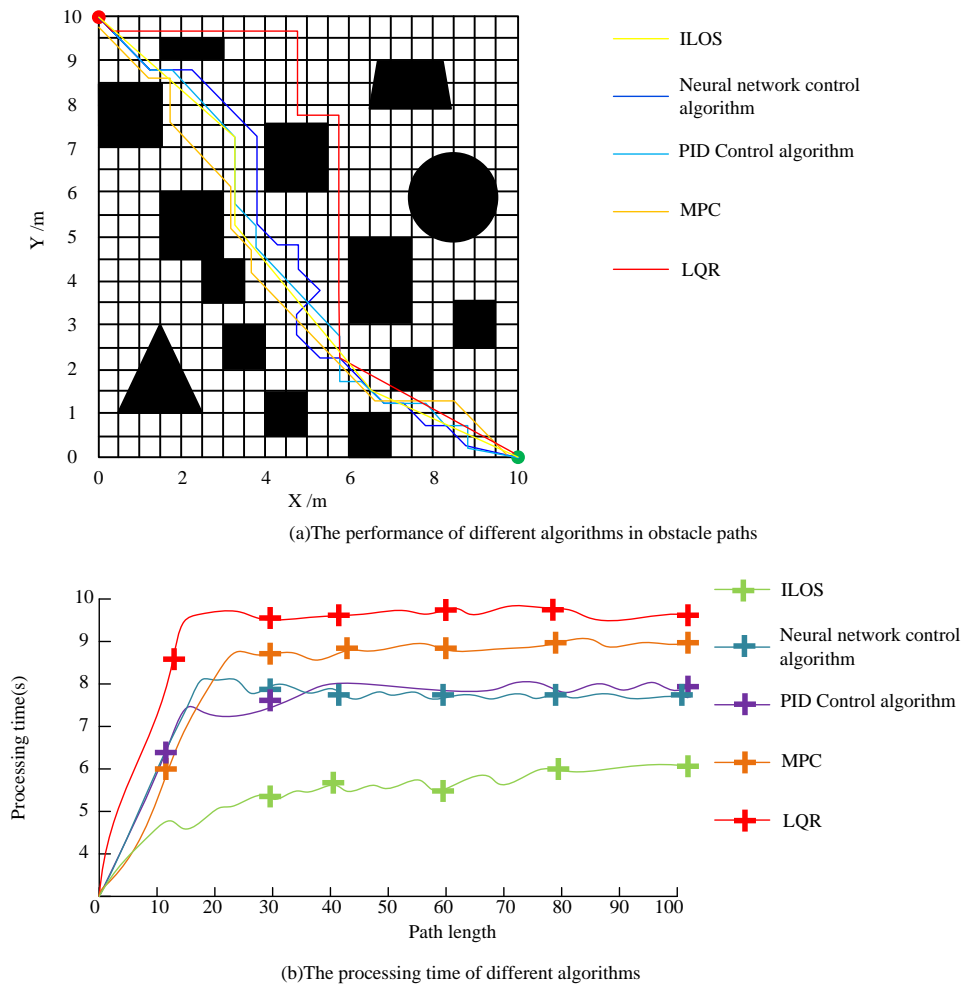 10
9
8
7
6
5
4
3
2
1
0
Y /m
0
2
4
6
8
10
X /m
ILOS
Neural network control
algorithm
PID Control algorithm
MPC
LQR
(a)The performance of different algorithms in obstacle paths
10
9
8
7
6
5
4
Processing time(s)
0
10
20
30
40
50
60
70
80
90
100
Path length
ILOS
Neural network control
algorithm
PID Control algorithm
MPC
LQR
(b)The processing time of different algorithms